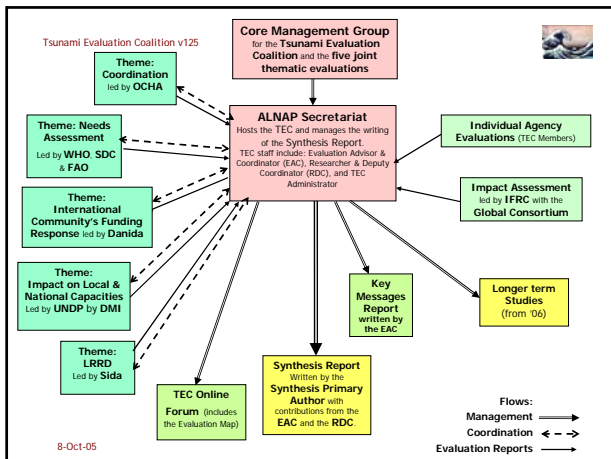 Tsunami Evaluation Coalition v125
Core Management Group
for the Tsunami Evaluation
Coalition and the five joint
thematic evaluations
Theme:
Coordination
led by OCHA
ALNAP Secretariat
Hosts the TEC and manages the writing
of the Synthesis Report.
TEC staff include: Evaluation Advisor &
Coordinator (EAC), Researcher & Deputy
Coordinator (RDC), and TEC
Administrator
Theme: Needs
Assessment
Led by WHO, SDC
& FAO
Individual Agency
Evaluations (TEC Members)
Theme:
International
Community's Funding
Response led by Danida
Impact Assessment
led by IFRC with the
Global Consortium
Theme:
Impact on Local &
National Capacities
Led by UNDP by DMI
Key
Messages
Report
written by
the EAC
Longer term
Studies
(from '06)
Theme:
LRRD
Led by Sida
TEC Online
Forum (includes
the Evaluation Map)
Synthesis Report
Written by the
Synthesis Primary
Author with
contributions from the
EAC and the RDC.
Flows:
Management
Coordination
Evaluation Reports
8-Oct-05